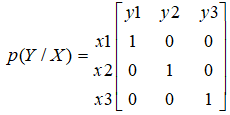 y1 y2 y3
x1 1 0 0
p(Y / X) = x2 0 1 0
x3 0 0 1